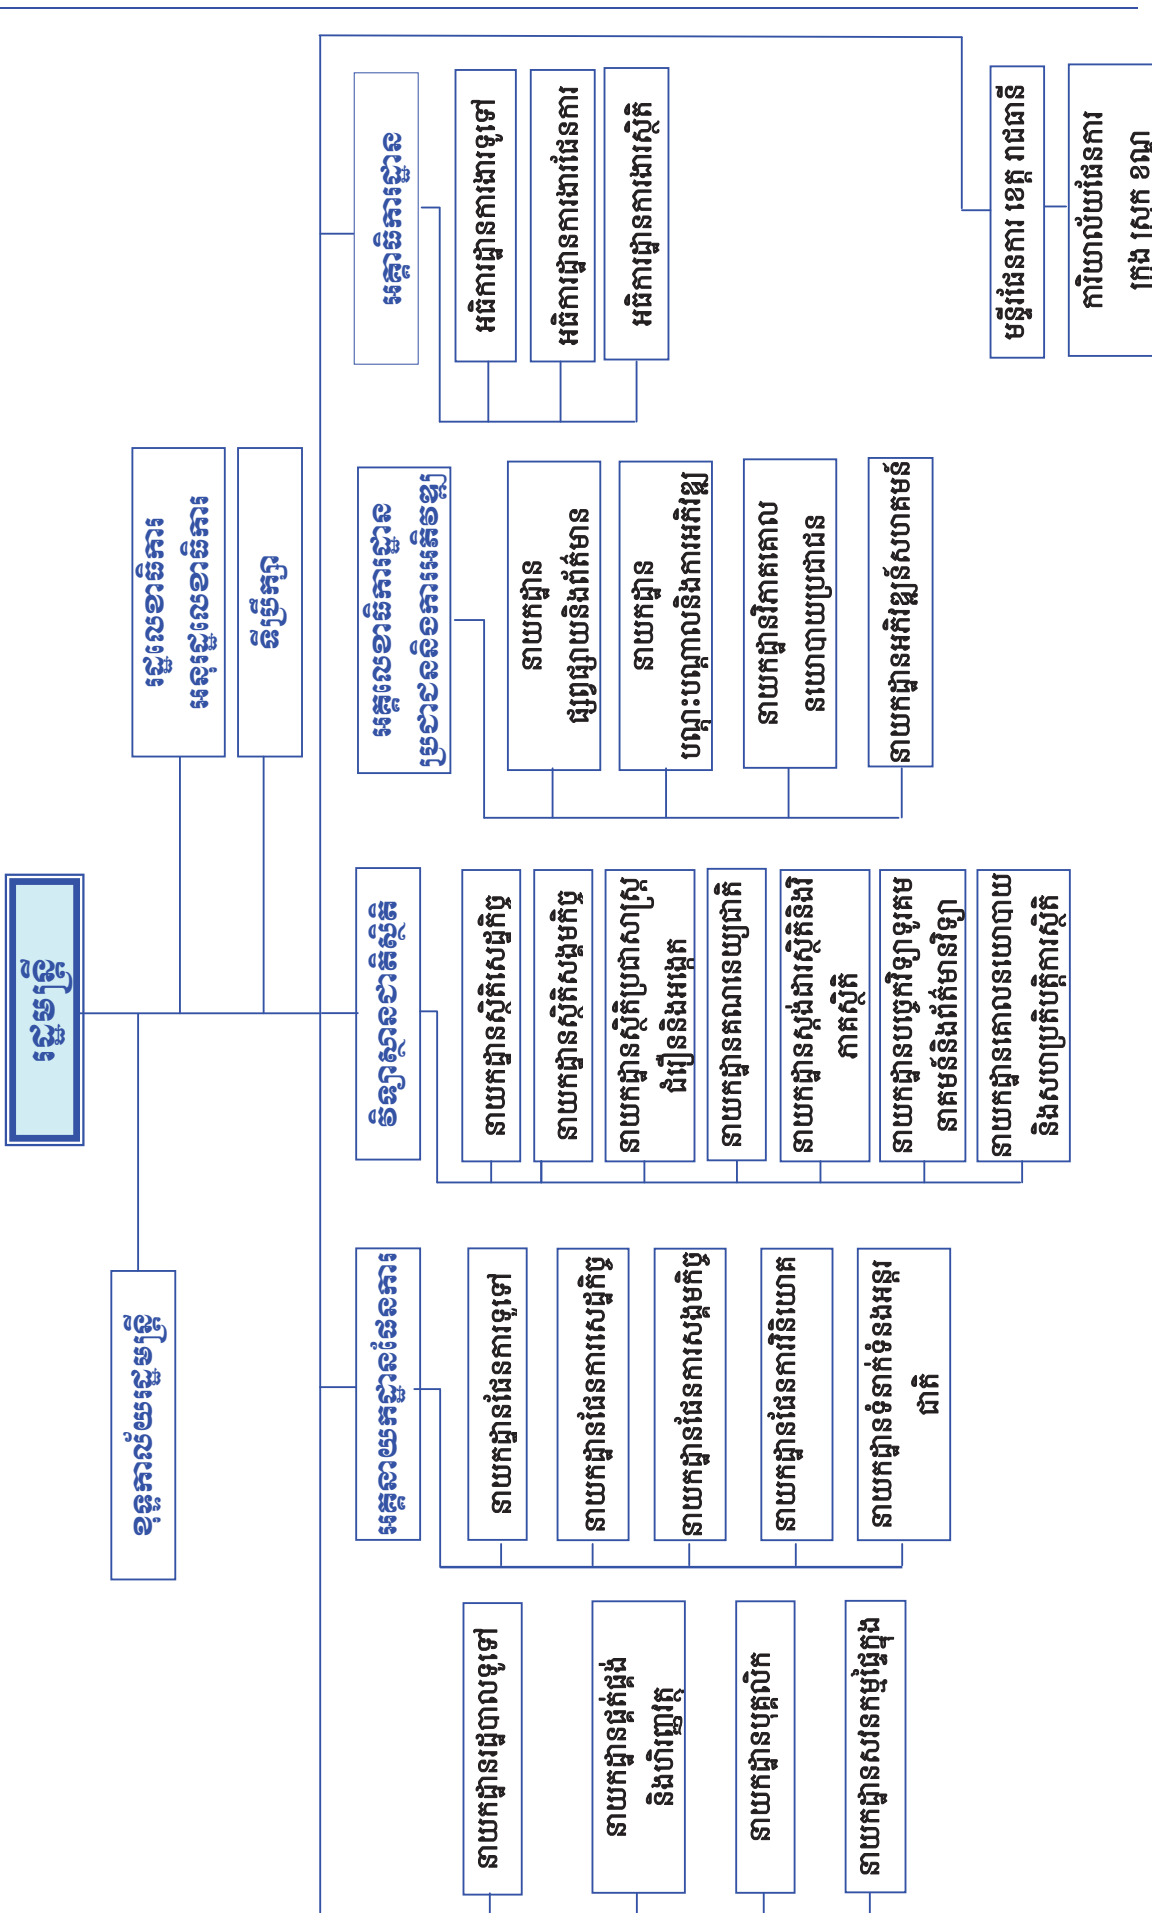 រដ្ឋមន្ត្រី
ខុទ្ទកាល័យរដ្ឋមន្ត្រី
រដ្ឋលេខាធិការ
អនុរដ្ឋលេខាធិការ
ទីប្រឹក្សា
នាយកដ្ឋានរដ្ឋបាលទូទៅ
នាយកដ្ឋានផ្គត់ផ្គង់
និងហិរញ្ញវត្ថុ
នាយកដ្ឋានបុគ្គលិក
នាយកដ្ឋានសវនកម្មផ្ទៃក្នុង
អគ្គនាយកដ្ឋានផែនការ
នាយកដ្ឋានផែនការទូទៅ
នាយកដ្ឋានផែនការសេដ្ឋកិច្ច
នាយកដ្ឋានផែនការសង្គមកិច្ច
នាយកដ្ឋានផែនការវិនិយោគ
នាយកដ្ឋានទំនាក់ទំនងអន្តរ
ជាតិ
វិទ្យាស្ថានជាតិស្ថិតិ
នាយកដ្ឋានស្ថិតិសេដ្ឋកិច្ច
នាយកដ្ឋានស្ថិតិសង្គមកិច្ច
នាយកដ្ឋានស្ថិតិប្រជាសាស្ត្រ
ជំរឿននិងអង្កេត
នាយកដ្ឋានគណនេយ្យជាតិ
នាយកដ្ឋានស្តង់ដារស្ថិតិនិងវិ
ភាគស្ថិតិ
នាយកដ្ឋានបច្ចេកវិទ្យាទូរគម
នាគមន៍និងព័ត៌មានវិទ្យា
នាយកដ្ឋានគោលនយោបាយ
និងសហប្រតិបត្តិការស្ថិតិ
អគ្គលេខាធិការដ្ឋាន
ប្រជាជននិងការអភិវឌ្ឍ
នាយកដ្ឋាន
ផ្សព្វផ្សាយនិងព័ត៌មាន
នាយកដ្ឋាន
បណ្តុះបណ្តាលនិងការអភិវឌ្ឍ
នាយកដ្ឋានវិភាគគោល
នយោបាយប្រជាជន
នាយកដ្ឋានអភិវឌ្ឍន៍សហគមន៍
អគ្គាធិការដ្ឋាន
អធិការដ្ឋានការងារទូទៅ
អធិការដ្ឋានការងារផែនការ
អធិការដ្ឋានការងារស្ថិតិ
មន្ទីរផែនការ ខេត្ត រាជធានី
ការិយាល័យផែនការ
ក្រុង ស្រុក ខណ្ឌ